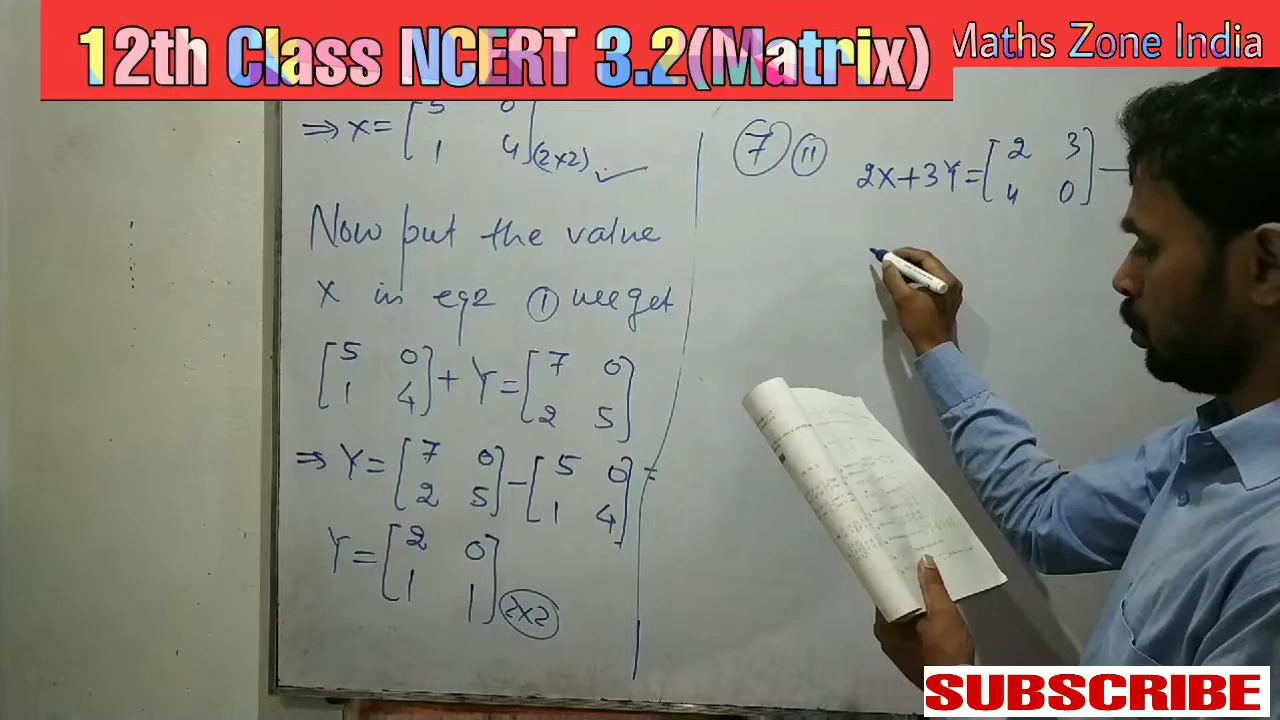 12th Class NCERT 3.2(Matrix)
Maths Zone India
⇒ X = [5 0
1 4](2×2) ✓
Now put the value
X in eqn ① we get
[5 0
1 4] + Y = [7 0
2 5]
⇒ Y = [7 0
2 5] - [5 0
1 4] =
Y = [2 0
1 1] 2×2
7 (ii)
2X + 3Y = [2 3
4 0] —
SUBSCRIBE